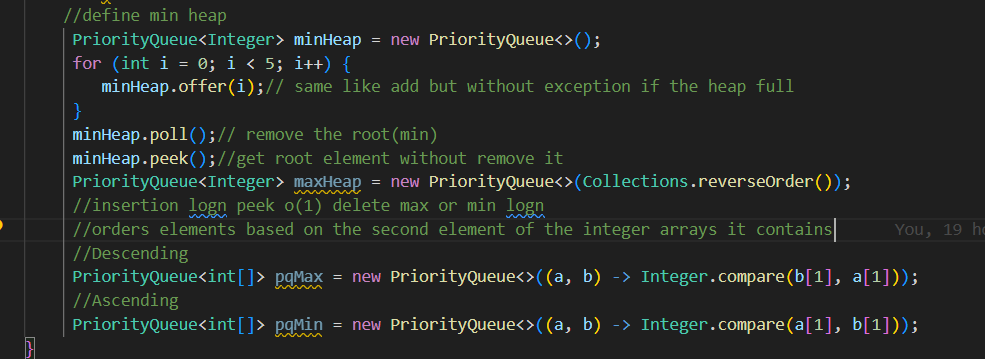 //define min heap
PriorityQueue<Integer> minHeap = new PriorityQueue<>();
for (int i = 0; i < 5; i++) {
minHeap.offer(i);// same like add but without exception if the heap full
}
minHeap.poll();// remove the root(min)
minHeap.peek();//get root element without remove it
PriorityQueue<Integer> maxHeap = new PriorityQueue<>(Collections.reverseOrder());
//insertion logn peek o(1) delete max or min logn
//orders elements based on the second element of the integer arrays it contains You, 19 h
//Descending
PriorityQueue<int[]> pqMax = new PriorityQueue<>((a, b) -> Integer.compare(b[1], a[1]));
//Ascending
PriorityQueue<int[]> pqMin = new PriorityQueue<>((a, b) -> Integer.compare(a[1], b[1]));
}